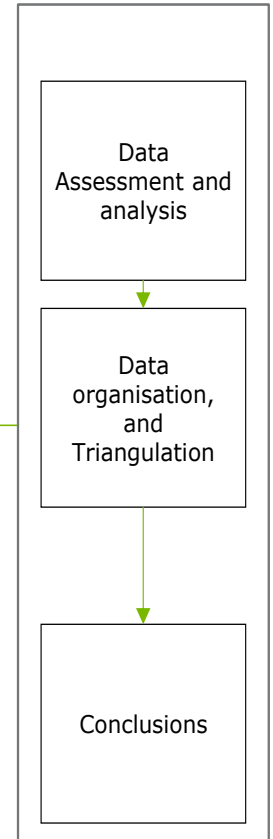 Data
Assessment and
analysis
Data
organisation,
and
Triangulation
Conclusions